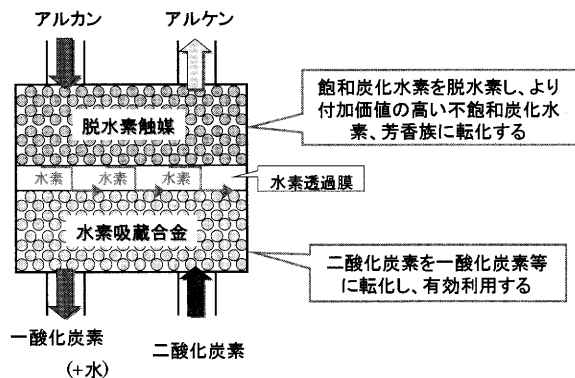 アルカン
アルケン
脱水素触媒
飽和炭化水素を脱水素し、より
付加価値の高い不飽和炭化水
素、芳香族に転化する
水素
水素
水素
水素透過膜
水素吸蔵合金
二酸化炭素を一酸化炭素等
に転化し、有効利用する
一酸化炭素
(+水)
二酸化炭素